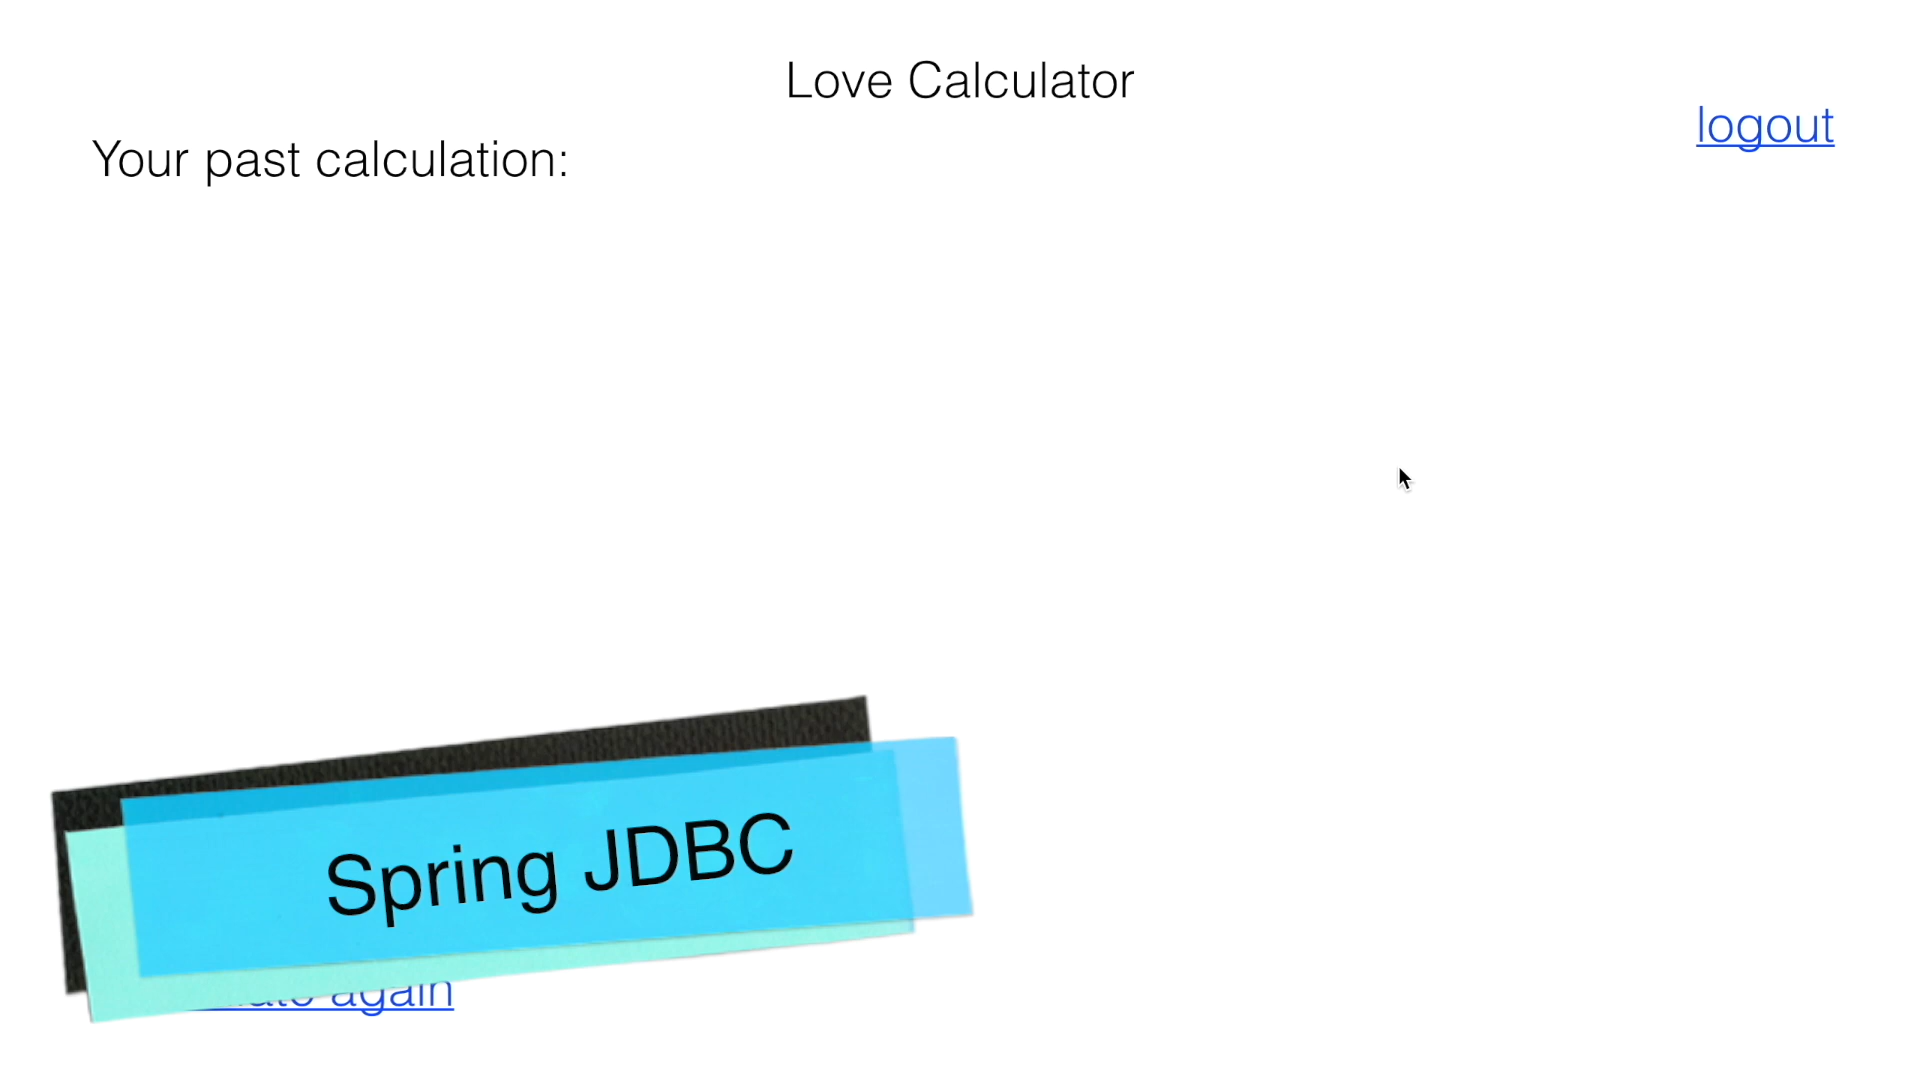 Love Calculator
logout
Your past calculation:
Spring JDBC
again